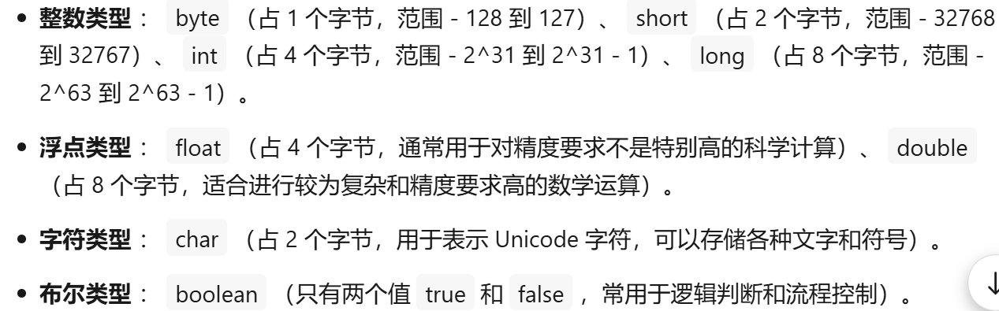 • 整数类型： byte （占 1 个字节，范围 - 128 到 127）、 short （占 2 个字节，范围 - 32768
到 32767）、 int （占 4 个字节，范围 - 2^31 到 2^31 - 1）、 long （占 8 个字节，范围 -
2^63 到 2^63 - 1）。
• 浮点类型： float （占 4 个字节，通常用于对精度要求不是特别高的科学计算）、 double
（占 8 个字节，适合进行较为复杂和精度要求高的数学运算）。
• 字符类型： char （占 2 个字节，用于表示 Unicode 字符，可以存储各种文字和符号）。
• 布尔类型： boolean （只有两个值 true 和 false ，常用于逻辑判断和流程控制）。